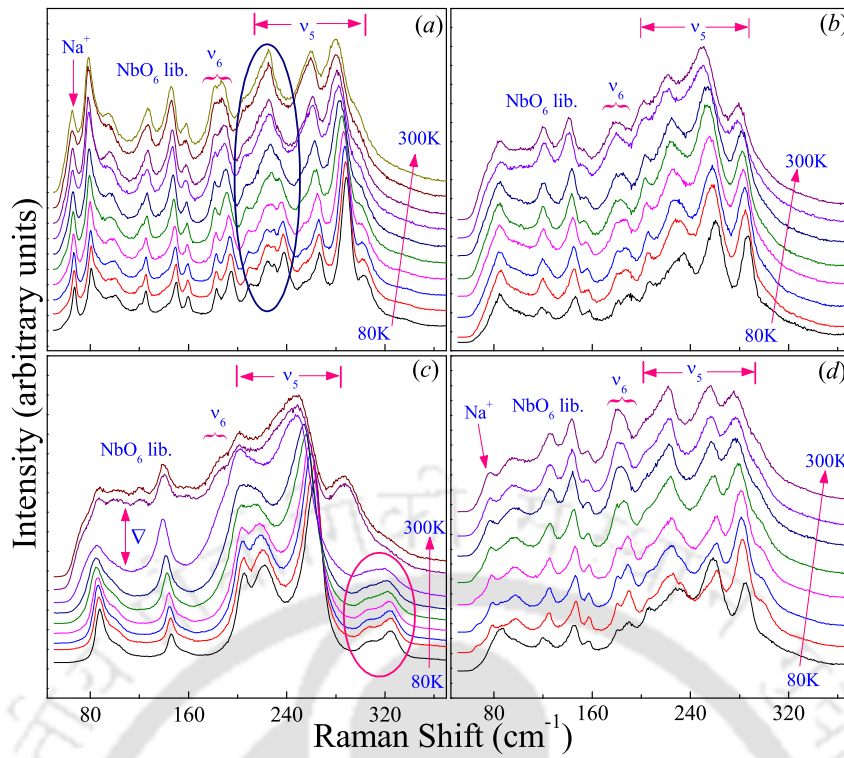 (a)
ν5
Na+
NbO6 lib.
ν6
300K
80K
(b)
ν5
NbO6 lib.
ν6
300K
80K
(c)
ν5
ν6
NbO6 lib.
∇
300K
80K
80 160 240 320
(d)
ν5
Na+
NbO6 lib.
ν6
300K
80K
80 160 240 320
Intensity (arbitrary units)
Raman Shift (cm-1)